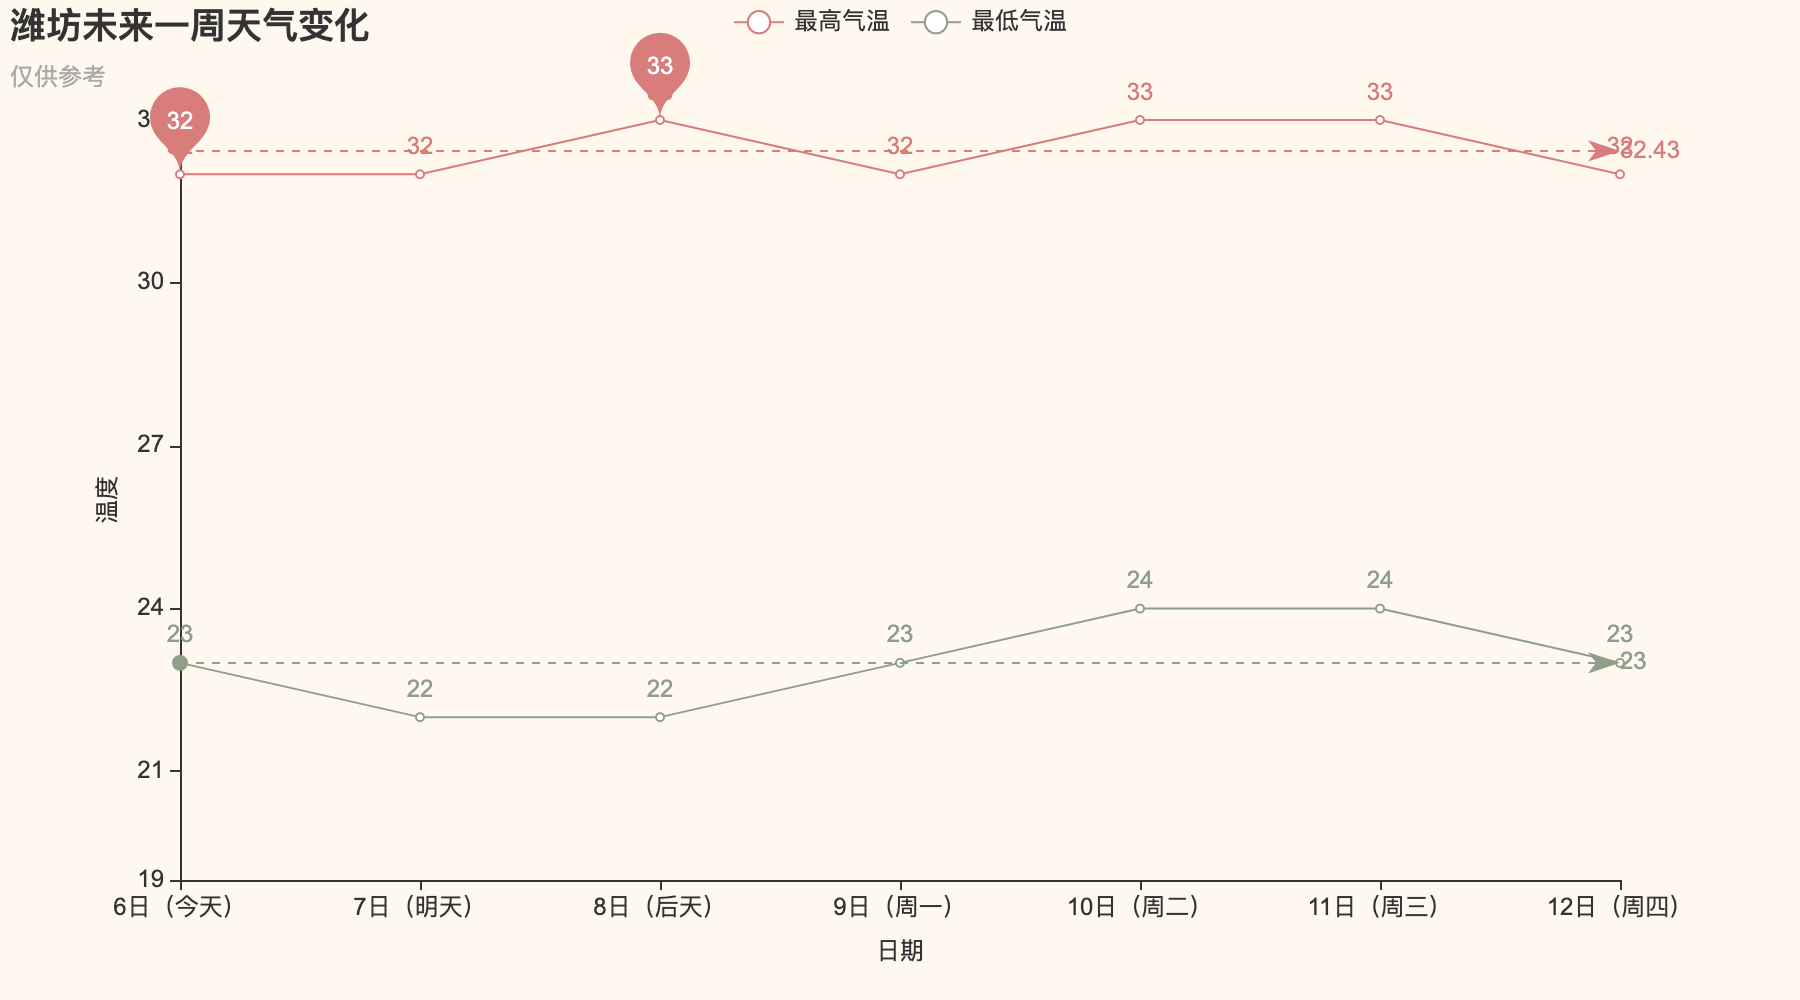 潍坊未来一周天气变化
仅供参考
最高气温
最低气温
32
33
32
32
33
33
32
32.43
30
27
24
21
19
温度
23
22
22
23
24
24
23
23
6日（今天）
7日（明天）
8日（后天）
9日（周一）
10日（周二）
11日（周三）
12日（周四）
日期